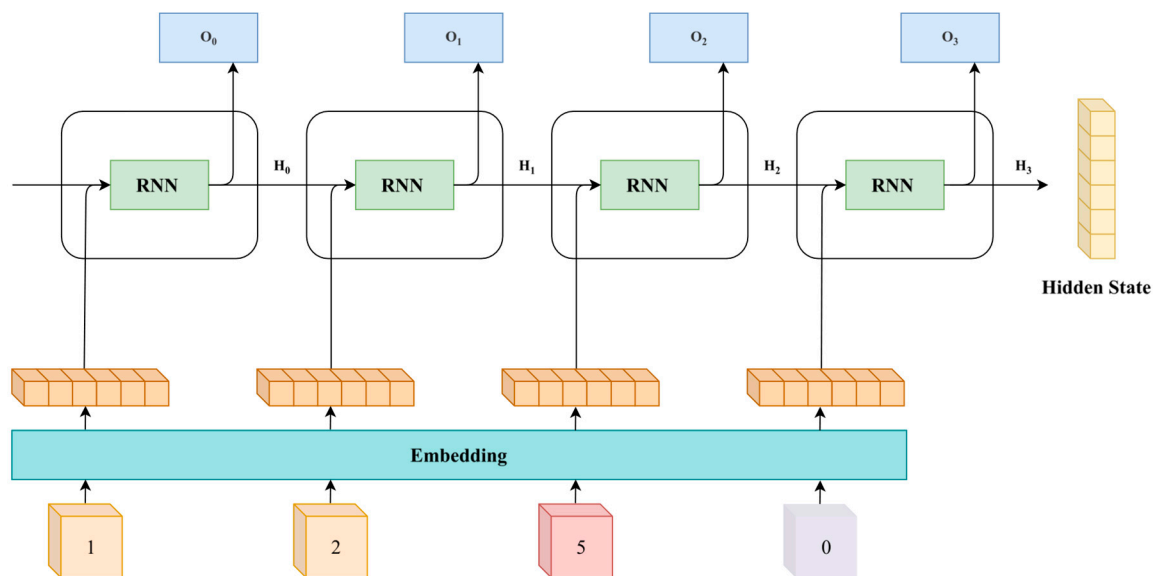 O₀
O₁
O₂
O₃
RNN
H₀
RNN
H₁
RNN
H₂
RNN
H₃
Hidden State
Embedding
1
2
5
0